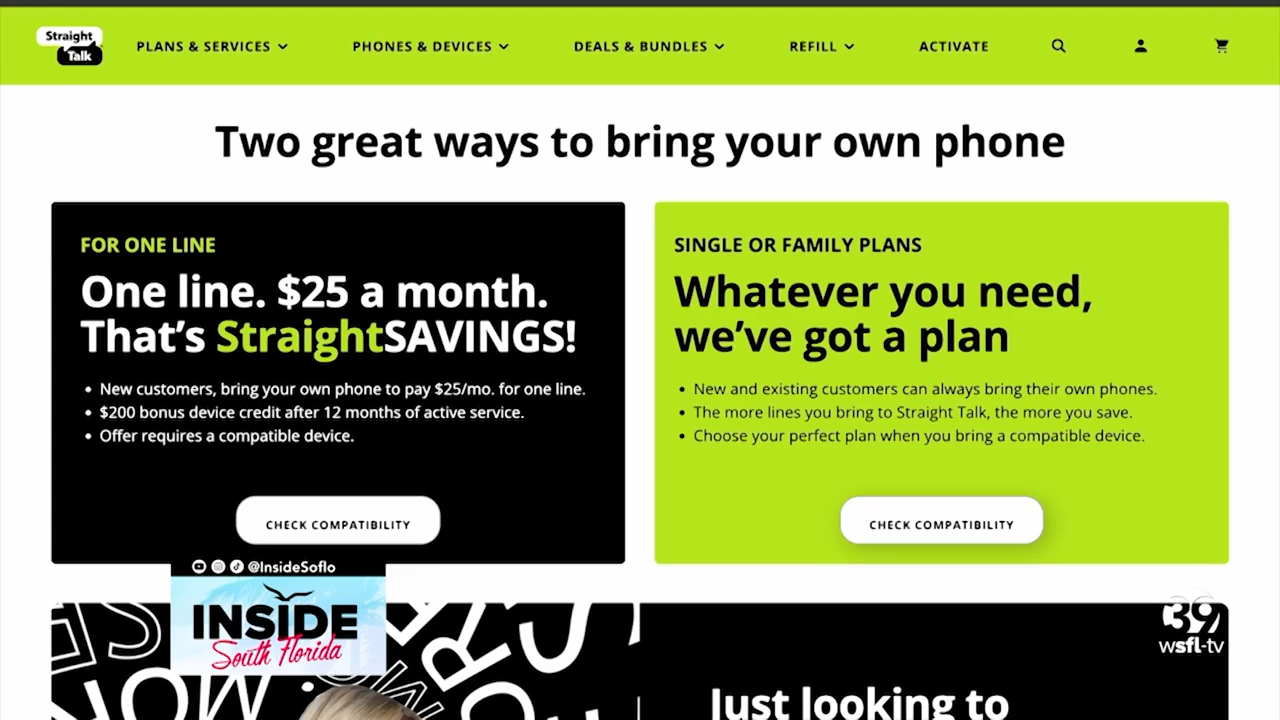 Straight
Talk
PLANS & SERVICES
PHONES & DEVICES
DEALS & BUNDLES
REFILL
ACTIVATE
Two great ways to bring your own phone
FOR ONE LINE
One line. $25 a month.
That's StraightSAVINGS!
• New customers, bring your own phone to pay $25/mo. for one line.
• $200 bonus device credit after 12 months of active service.
• Offer requires a compatible device.
CHECK COMPATIBILITY
SINGLE OR FAMILY PLANS
Whatever you need,
we've got a plan
• New and existing customers can always bring their own phones.
• The more lines you bring to Straight Talk, the more you save.
• Choose your perfect plan when you bring a compatible device.
CHECK COMPATIBILITY
@InsideSoflo
INSIDE
South Florida
39
wsfl-tv
Just looking to